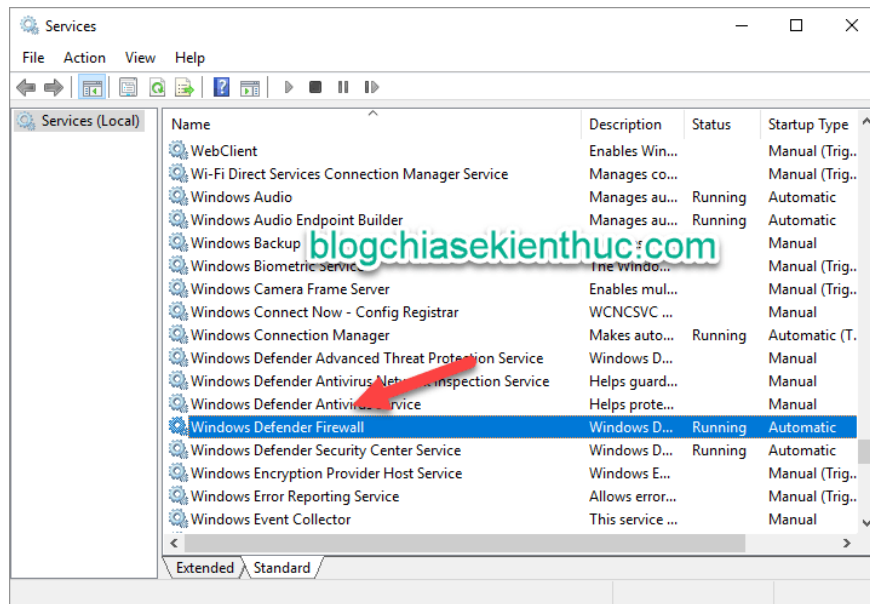 Services
File Action View Help
Services (Local)
Name Description Status Startup Type
WebClient Enables Win... Manual (Trig..
Wi-Fi Direct Services Connection Manager Service Manages co... Manual (Trig..
Windows Audio Manages au... Running Automatic
Windows Audio Endpoint Builder Manages au... Running Automatic
Windows Backup Manual
blogchiasekienthuc.com
Windows Biometric Service The Windo... Manual (Trig..
Windows Camera Frame Server Enables mul... Manual (Trig..
Windows Connect Now - Config Registrar WCNCSVC ... Manual
Windows Connection Manager Makes auto... Running Automatic (T.
Windows Defender Advanced Threat Protection Service Windows D... Manual
Windows Defender Antivirus Network Inspection Service Helps guard... Manual
Windows Defender Antivirus Service Helps prote... Manual
Windows Defender Firewall Windows D... Running Automatic
Windows Defender Security Center Service Windows D... Running Automatic
Windows Encryption Provider Host Service Windows E... Manual (Trig..
Windows Error Reporting Service Allows error... Manual (Trig..
Windows Event Collector This service ... Manual
Extended Standard